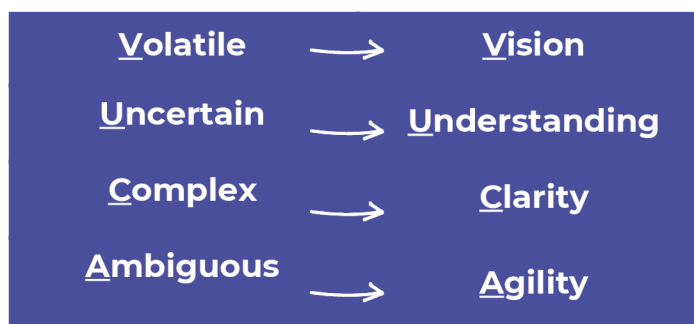 Volatile → Vision
Uncertain → Understanding
Complex → Clarity
Ambiguous → Agility